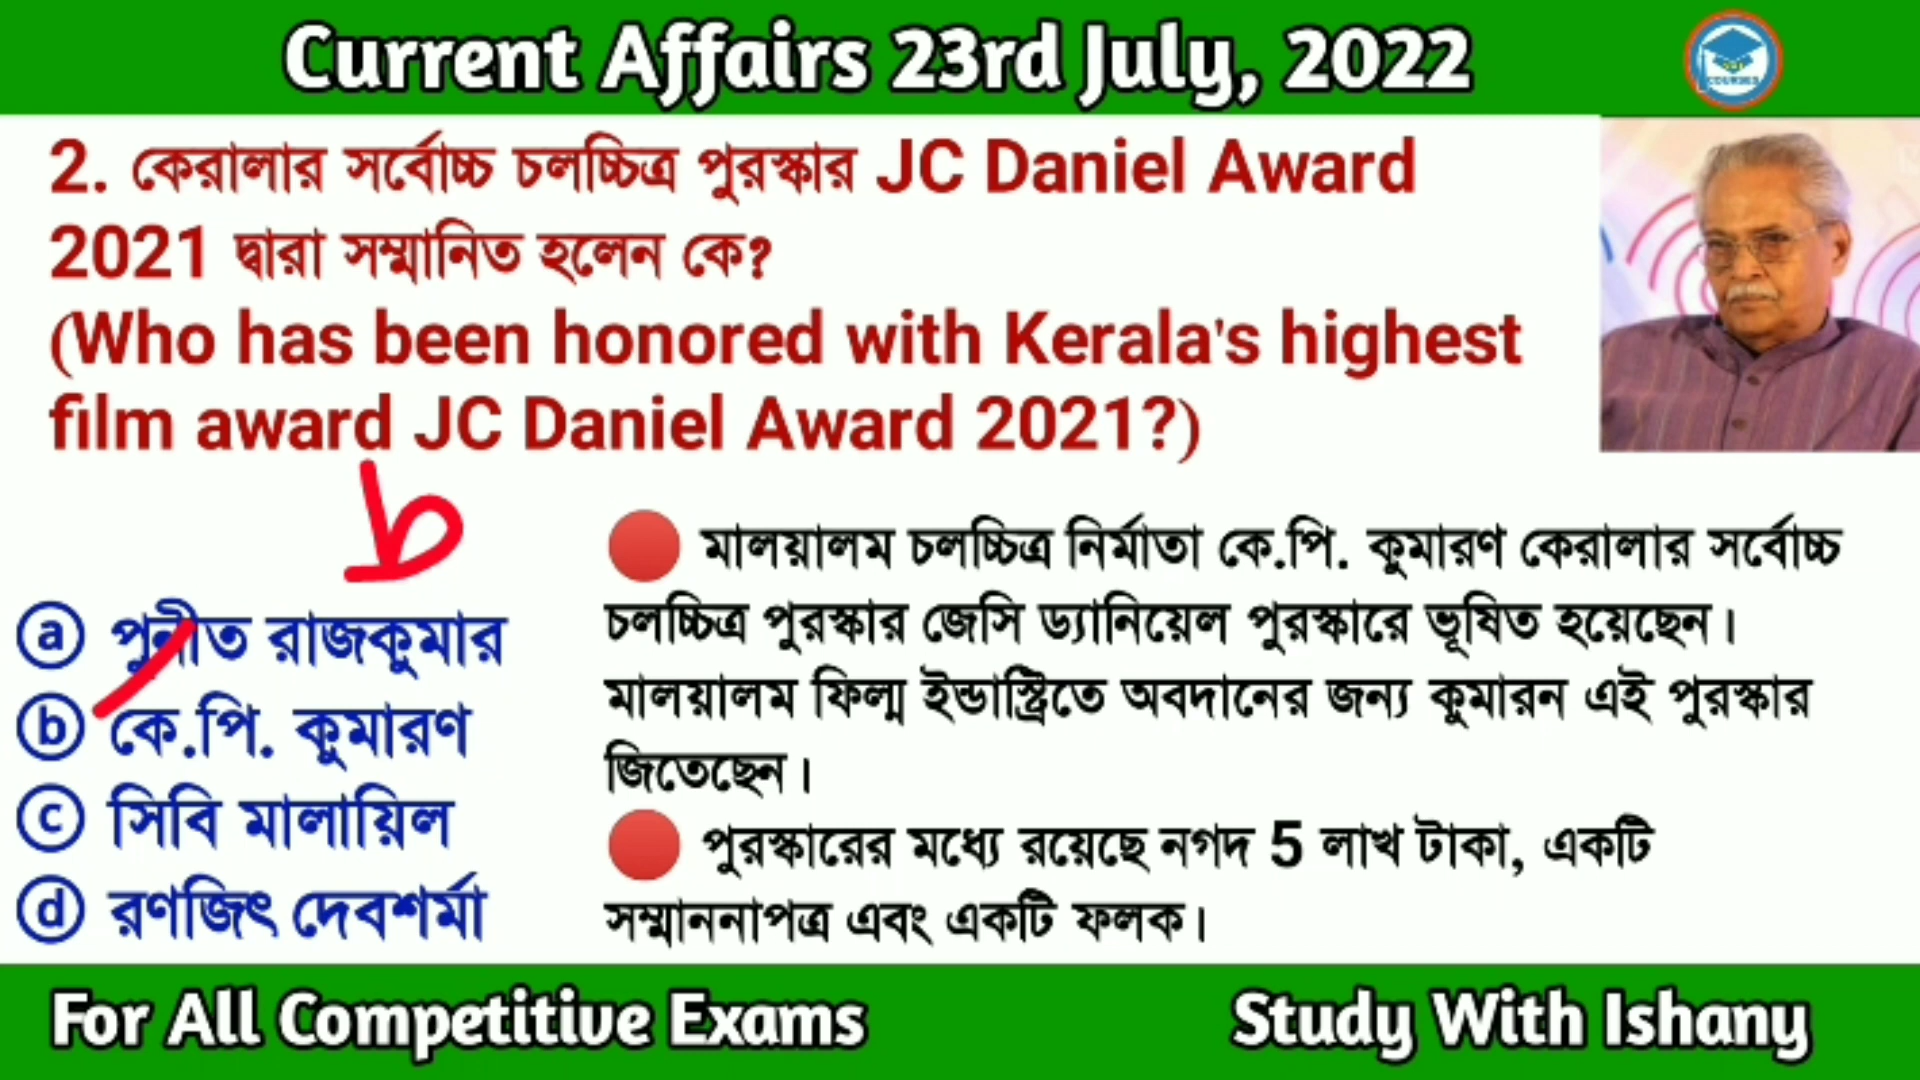 Current Affairs 23rd July, 2022
COURSES
2. কেরালার সর্বোচ্চ চলচ্চিত্র পুরস্কার JC Daniel Award
2021 দ্বারা সম্মানিত হলেন কে?
(Who has been honored with Kerala's highest
film award JC Daniel Award 2021?)
b
ⓐ পুনীত রাজকুমার
ⓑ কে.পি. কুমারণ
ⓒ সিবি মালায়িল
ⓓ রণজিৎ দেবশর্মা
মালয়ালম চলচ্চিত্র নির্মাতা কে.পি. কুমারণ কেরালার সর্বোচ্চ
চলচ্চিত্র পুরস্কার জেসি ড্যানিয়েল পুরস্কারে ভূষিত হয়েছেন।
মালয়ালম ফিল্ম ইন্ডাস্ট্রিতে অবদানের জন্য কুমারন এই পুরস্কার
জিতেছেন।
পুরস্কারের মধ্যে রয়েছে নগদ 5 লাখ টাকা, একটি
সম্মাননাপত্র এবং একটি ফলক।
For All Competitive Exams
Study With Ishany